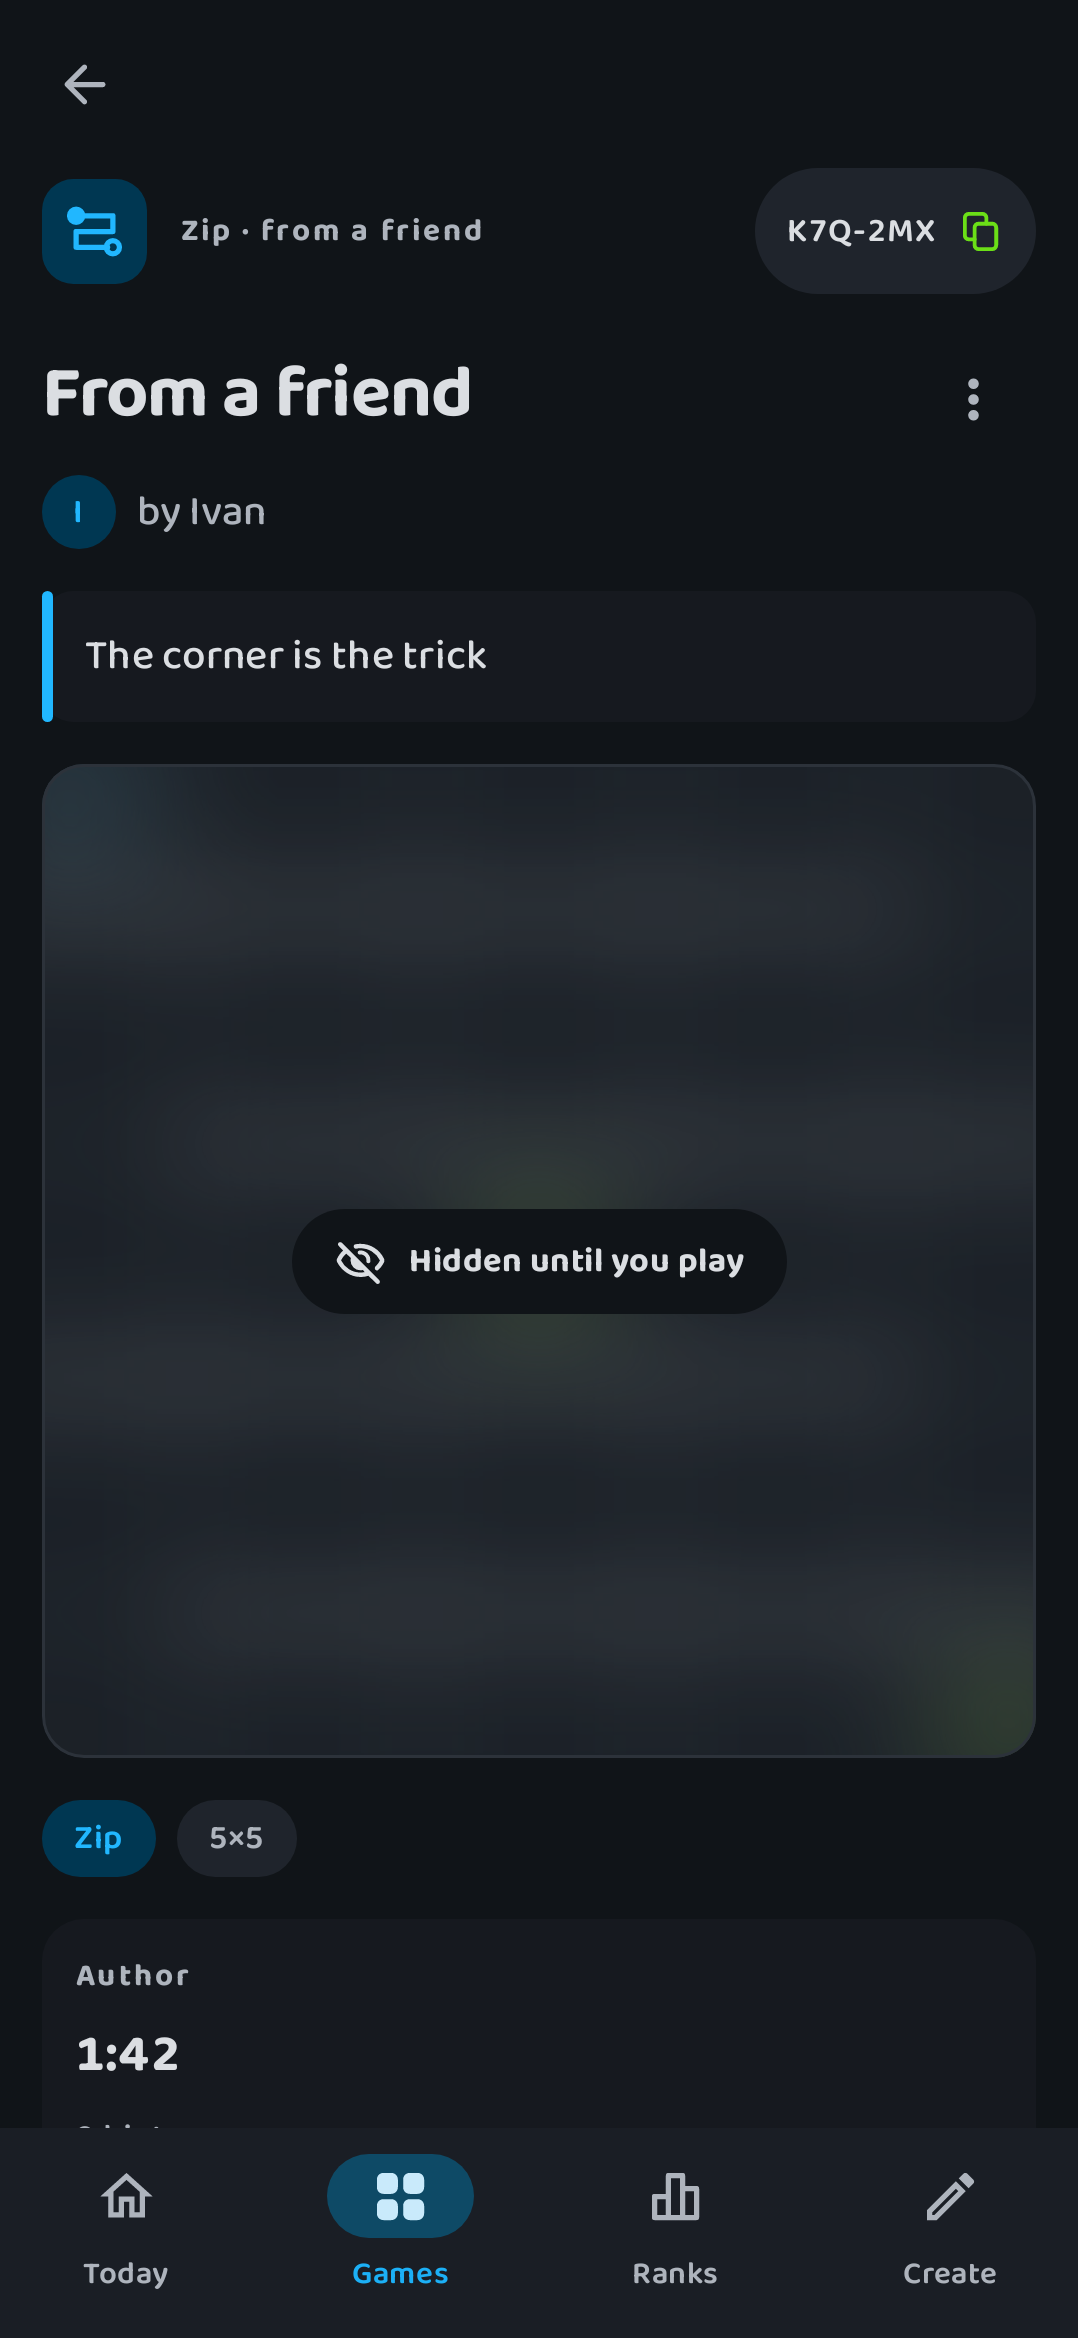 Zip · from a friend
K7Q-2MX
From a friend
I
by Ivan
The corner is the trick
Hidden until you play
Zip
5×5
Author
1:42
Today
Games
Ranks
Create